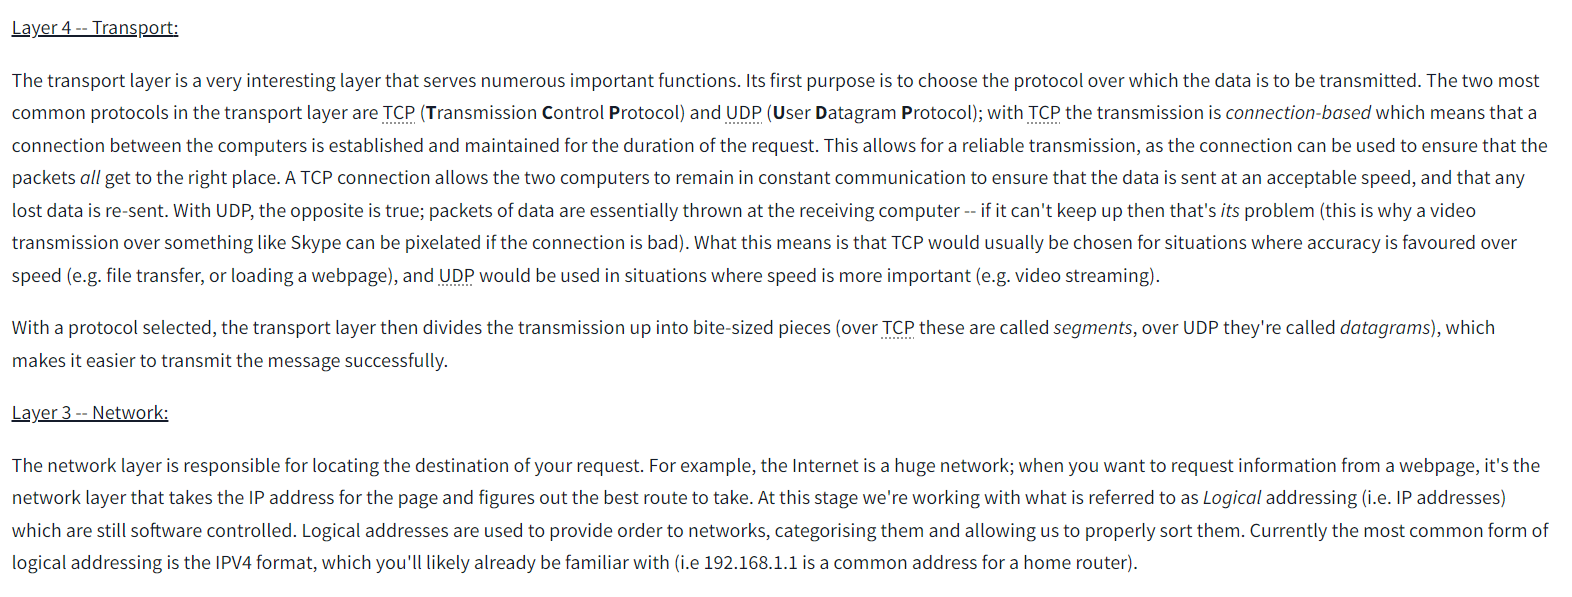 Layer 4 -- Transport:
The transport layer is a very interesting layer that serves numerous important functions. Its first purpose is to choose the protocol over which the data is to be transmitted. The two most
common protocols in the transport layer are TCP (Transmission Control Protocol) and UDP (User Datagram Protocol); with TCP the transmission is connection-based which means that a
connection between the computers is established and maintained for the duration of the request. This allows for a reliable transmission, as the connection can be used to ensure that the
packets all get to the right place. A TCP connection allows the two computers to remain in constant communication to ensure that the data is sent at an acceptable speed, and that any
lost data is re-sent. With UDP, the opposite is true; packets of data are essentially thrown at the receiving computer -- if it can't keep up then that's its problem (this is why a video
transmission over something like Skype can be pixelated if the connection is bad). What this means is that TCP would usually be chosen for situations where accuracy is favoured over
speed (e.g. file transfer, or loading a webpage), and UDP would be used in situations where speed is more important (e.g. video streaming).
With a protocol selected, the transport layer then divides the transmission up into bite-sized pieces (over TCP these are called segments, over UDP they're called datagrams), which
makes it easier to transmit the message successfully.
Layer 3 -- Network:
The network layer is responsible for locating the destination of your request. For example, the Internet is a huge network; when you want to request information from a webpage, it's the
network layer that takes the IP address for the page and figures out the best route to take. At this stage we're working with what is referred to as Logical addressing (i.e. IP addresses)
which are still software controlled. Logical addresses are used to provide order to networks, categorising them and allowing us to properly sort them. Currently the most common form of
logical addressing is the IPV4 format, which you'll likely already be familiar with (i.e 192.168.1.1 is a common address for a home router).